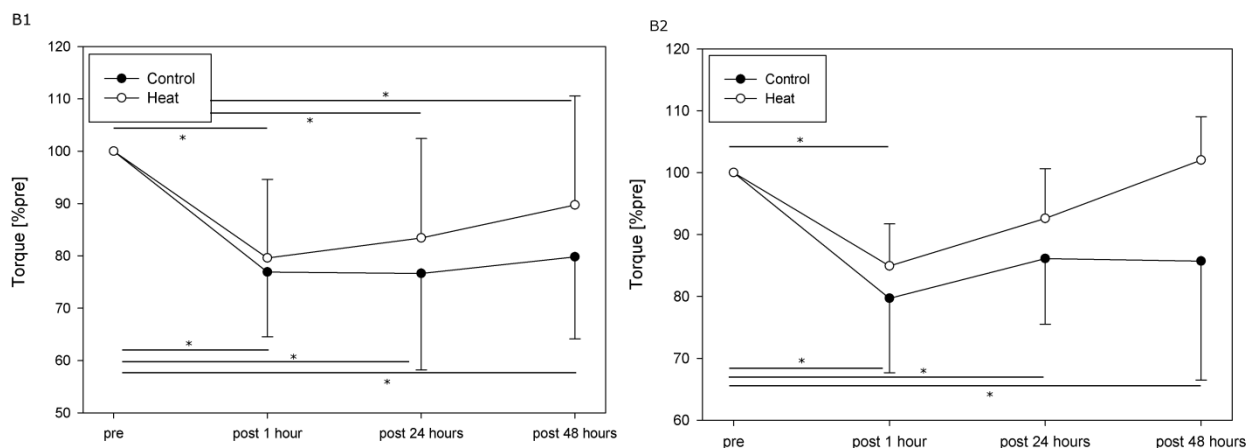 B1
120
110
100
90
80
70
60
50
Torque [%pre]
Control
Heat
*
*
*
*
*
*
pre
post 1 hour
post 24 hours
post 48 hours
B2
120
110
100
90
80
70
60
Torque [%pre]
Control
Heat
*
*
*
*
pre
post 1 hour
post 24 hours
post 48 hours